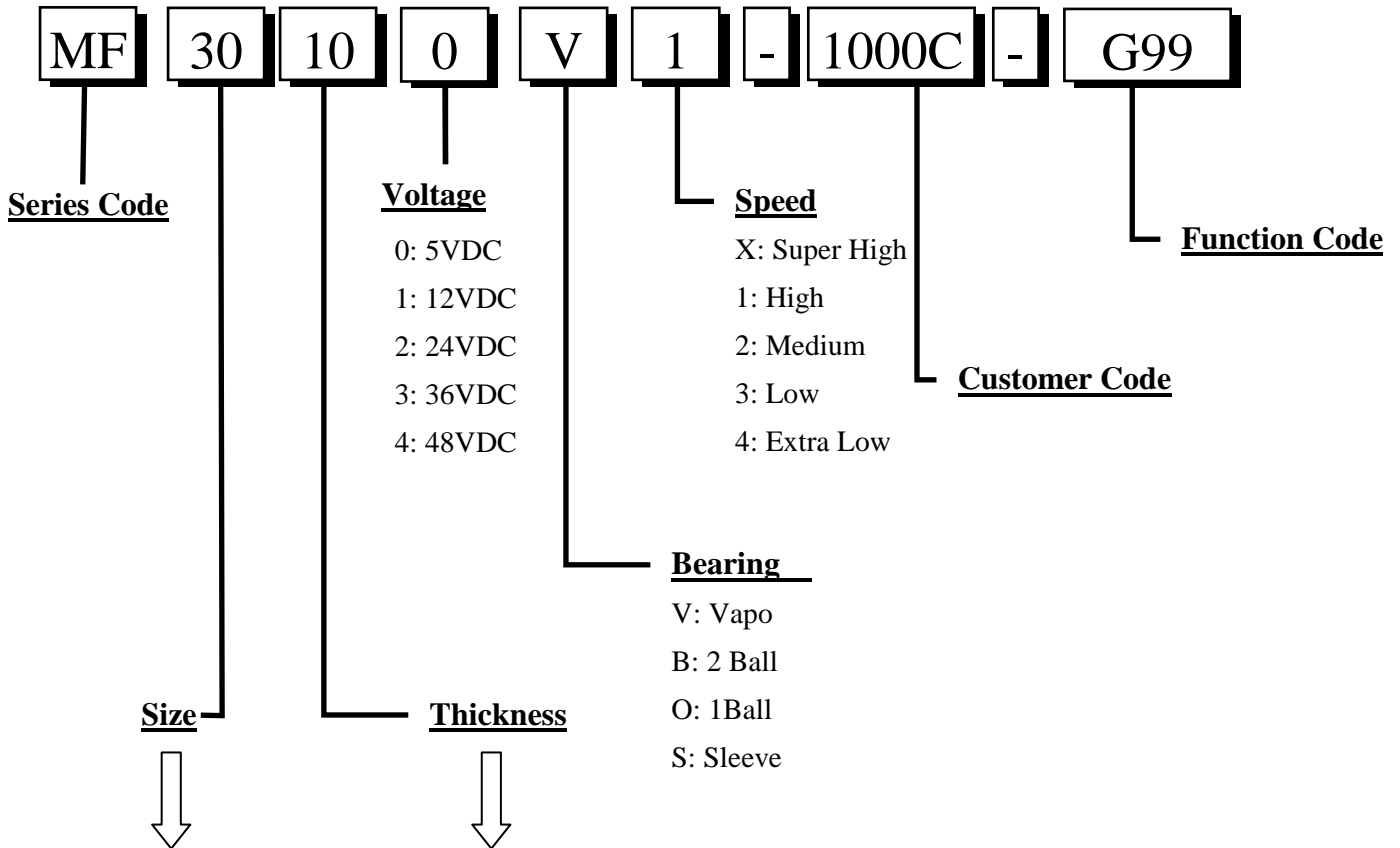 MF 30 10 0 V 1 - 1000C - G99
Series Code
Voltage
0: 5VDC
1: 12VDC
2: 24VDC
3: 36VDC
4: 48VDC
Speed
X: Super High
1: High
2: Medium
3: Low
4: Extra Low
Function Code
Customer Code
Bearing
V: Vapo
B: 2 Ball
O: 1Ball
S: Sleeve
Size
Thickness